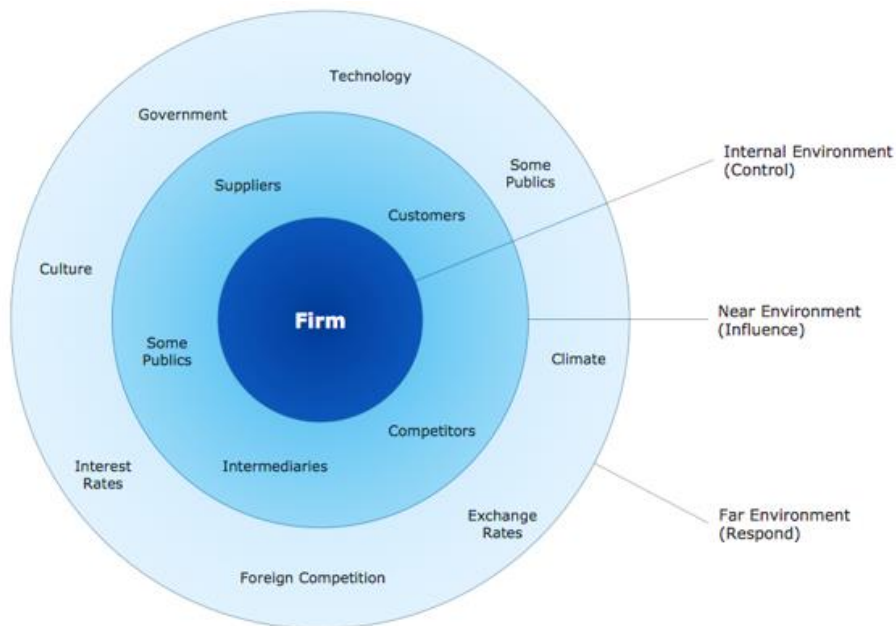 Technology
Government
Some
Publics
Internal Environment
(Control)
Suppliers
Customers
Culture
Firm
Near Environment
(Influence)
Some
Publics
Climate
Competitors
Intermediaries
Interest
Rates
Exchange
Rates
Far Environment
(Respond)
Foreign Competition